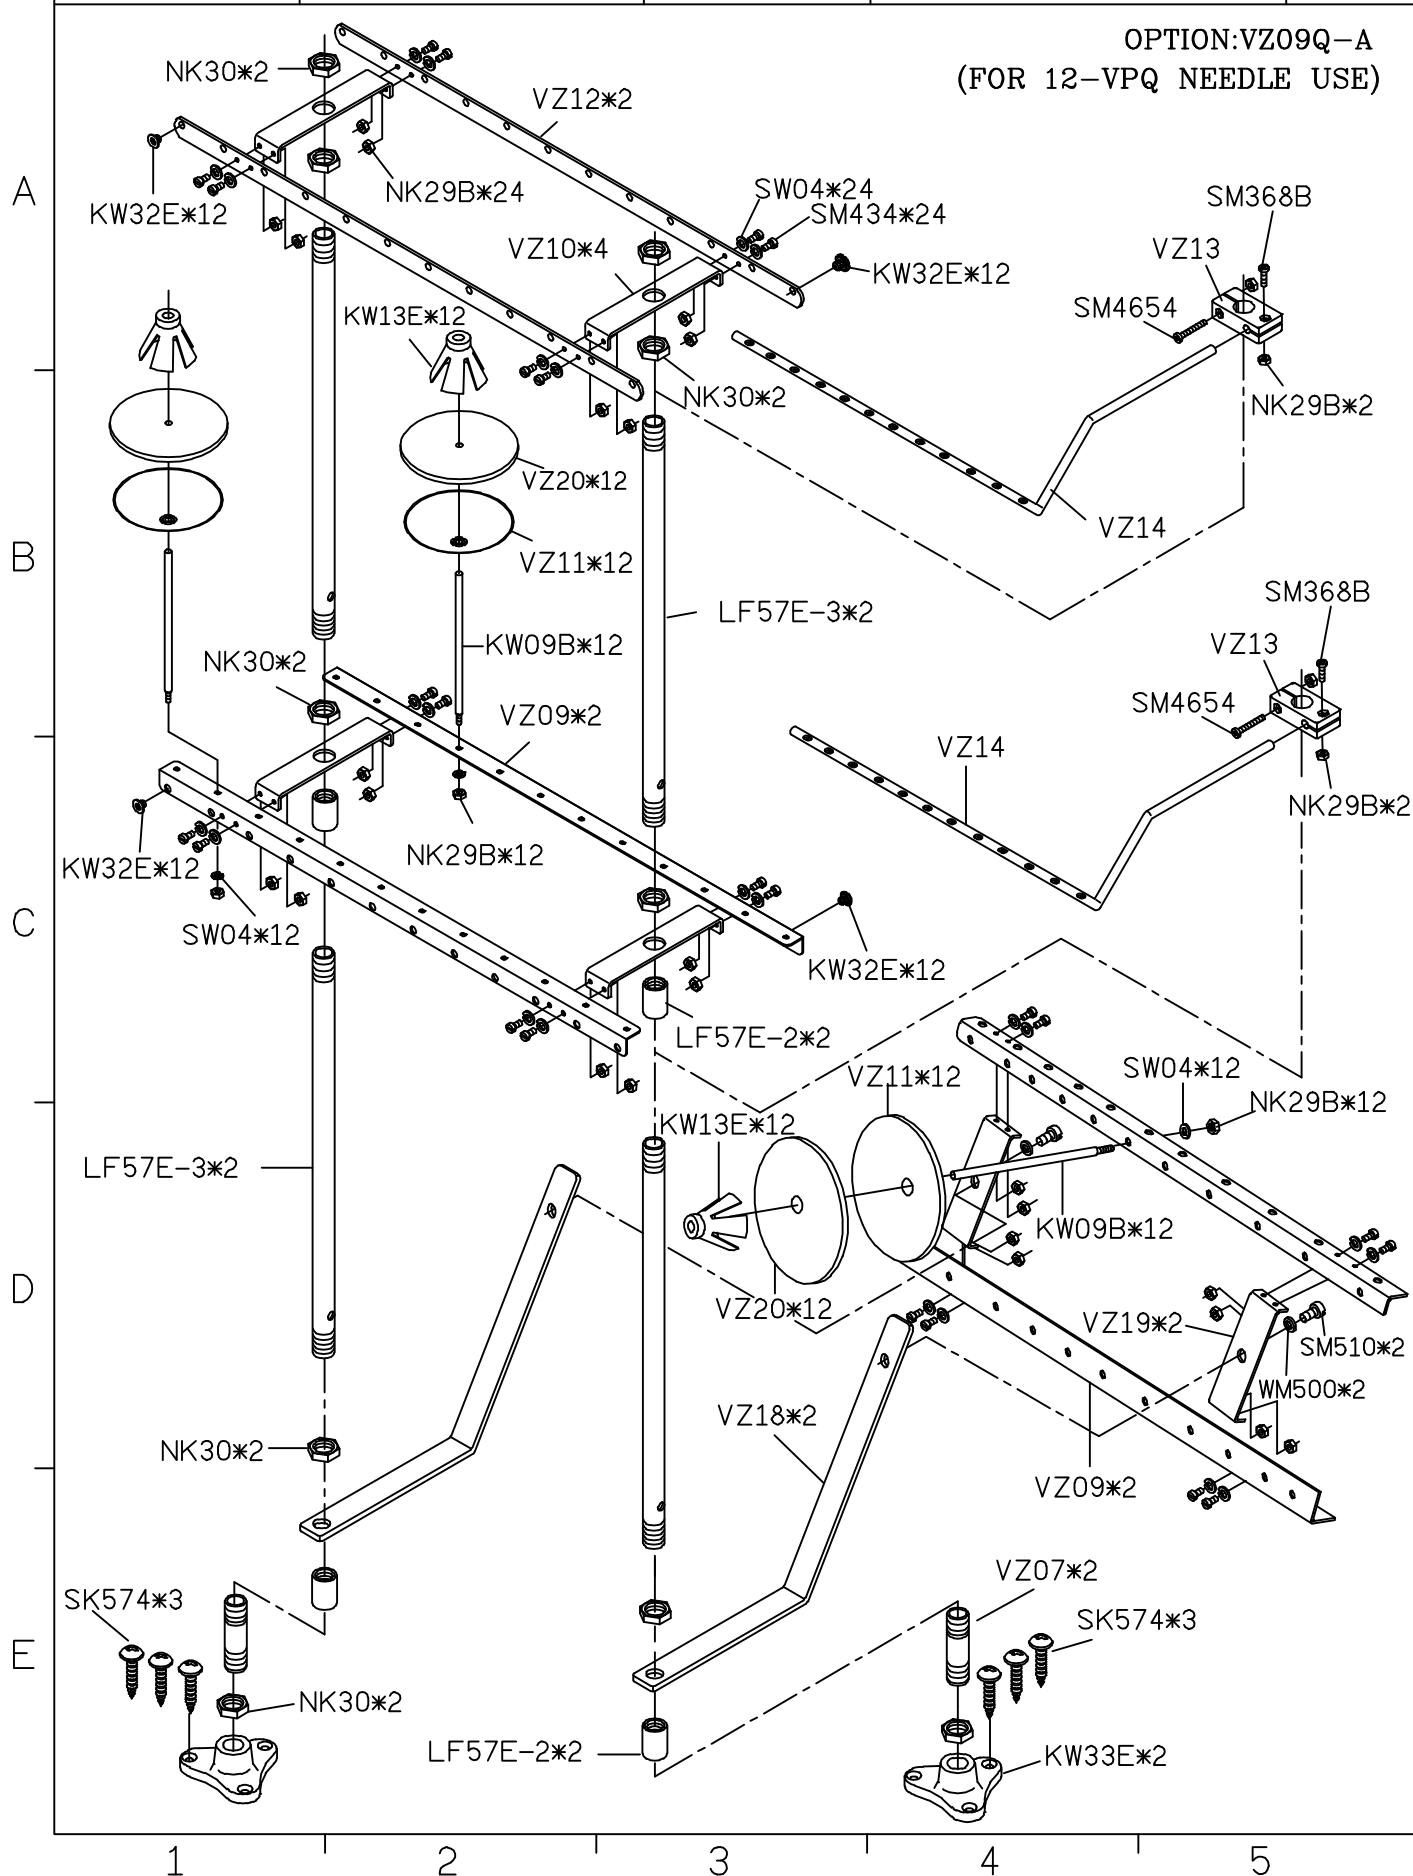 OPTION:VZ09Q-A
(FOR 12-VPQ NEEDLE USE)
NK30*2
VZ12*2
A
KW32E*12
NK29B*24
SW04*24
SM434*24
SM368B
VZ10*4
VZ13
KW32E*12
KW13E*12
SM4654
NK30*2
NK29B*2
VZ20*12
VZ14
B
VZ11*12
LF57E-3*2
SM368B
KW09B*12
VZ13
NK30*2
SM4654
VZ09*2
VZ14
NK29B*2
KW32E*12
NK29B*12
C
SW04*12
KW32E*12
LF57E-2*2
VZ11*12
SW04*12
NK29B*12
KW13E*12
LF57E-3*2
KW09B*12
D
VZ20*12
VZ19*2
SM510*2
WM500*2
VZ18*2
NK30*2
VZ09*2
VZ07*2
SK574*3
SK574*3
E
NK30*2
LF57E-2*2
KW33E*2
1
2
3
4
5